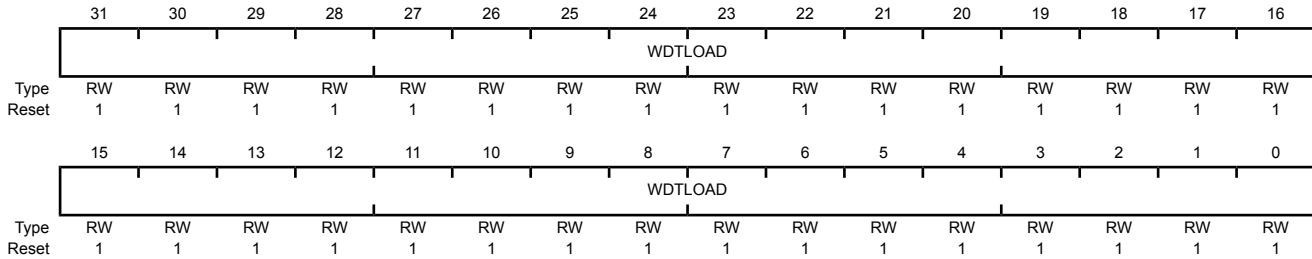 31 30 29 28 27 26 25 24 23 22 21 20 19 18 17 16
WDTLOAD
Type RW RW RW RW RW RW RW RW RW RW RW RW RW RW RW RW
Reset 1 1 1 1 1 1 1 1 1 1 1 1 1 1 1 1
15 14 13 12 11 10 9 8 7 6 5 4 3 2 1 0
WDTLOAD
Type RW RW RW RW RW RW RW RW RW RW RW RW RW RW RW RW
Reset 1 1 1 1 1 1 1 1 1 1 1 1 1 1 1 1